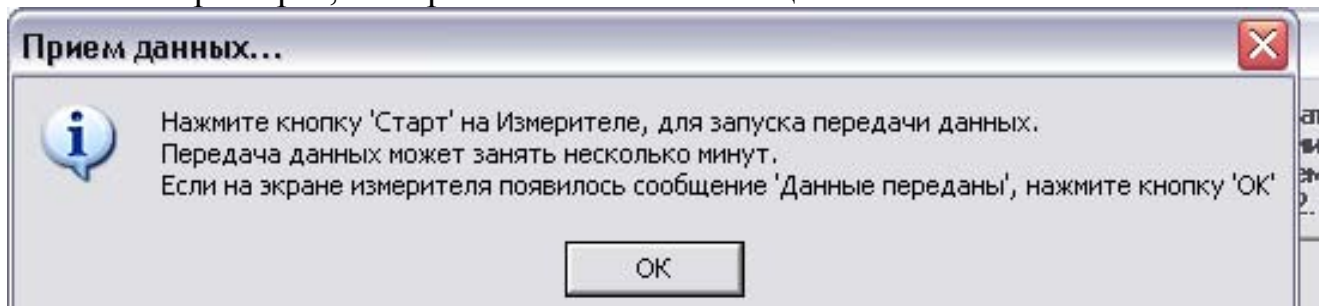 Прием данных...
Нажмите кнопку 'Старт' на Измерителе, для запуска передачи данных.
Передача данных может занять несколько минут.
Если на экране измерителя появилось сообщение 'Данные переданы', нажмите кнопку 'ОК'
ОК